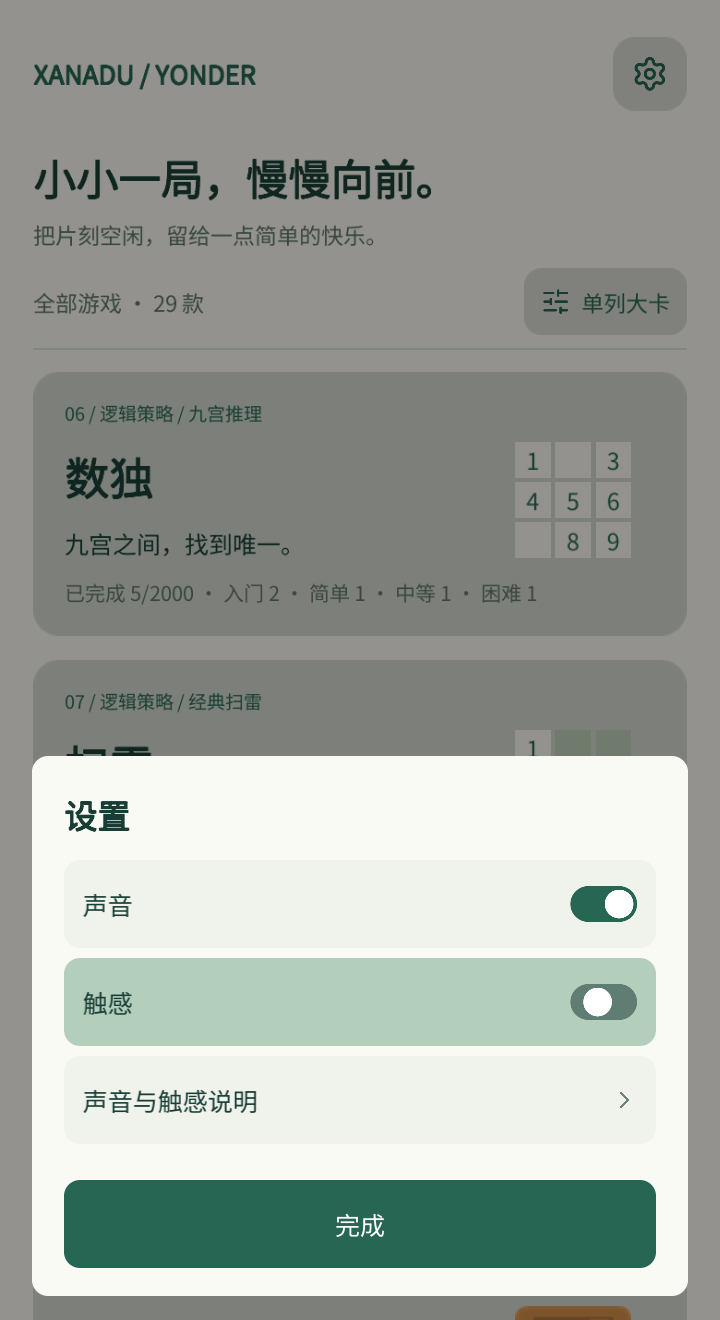 XANADU / YONDER
小小一局，慢慢向前。
把片刻空闲，留给一点简单的快乐。
全部游戏 · 29 款
单列大卡
06 / 逻辑策略 / 九宫推理
数独
1 3
4 5 6
8 9
九宫之间，找到唯一。
已完成 5/2000 · 入门 2 · 简单 1 · 中等 1 · 困难 1
07 / 逻辑策略 / 经典扫雷
1
设置
声音
触感
声音与触感说明
完成